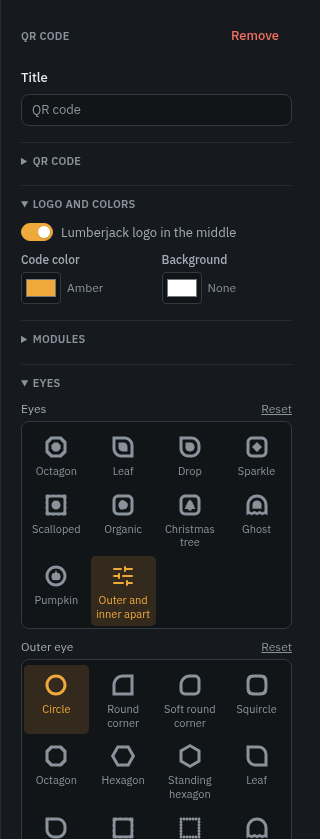 QR CODE Remove
Title
QR code
QR CODE
LOGO AND COLORS
Lumberjack logo in the middle
Code color Background
Amber None
MODULES
EYES
Eyes Reset
Octagon Leaf Drop Sparkle
Scalloped Organic Christmas tree Ghost
Pumpkin Outer and inner apart
Outer eye Reset
Circle Round corner Soft round corner Squircle
Octagon Hexagon Standing hexagon Leaf